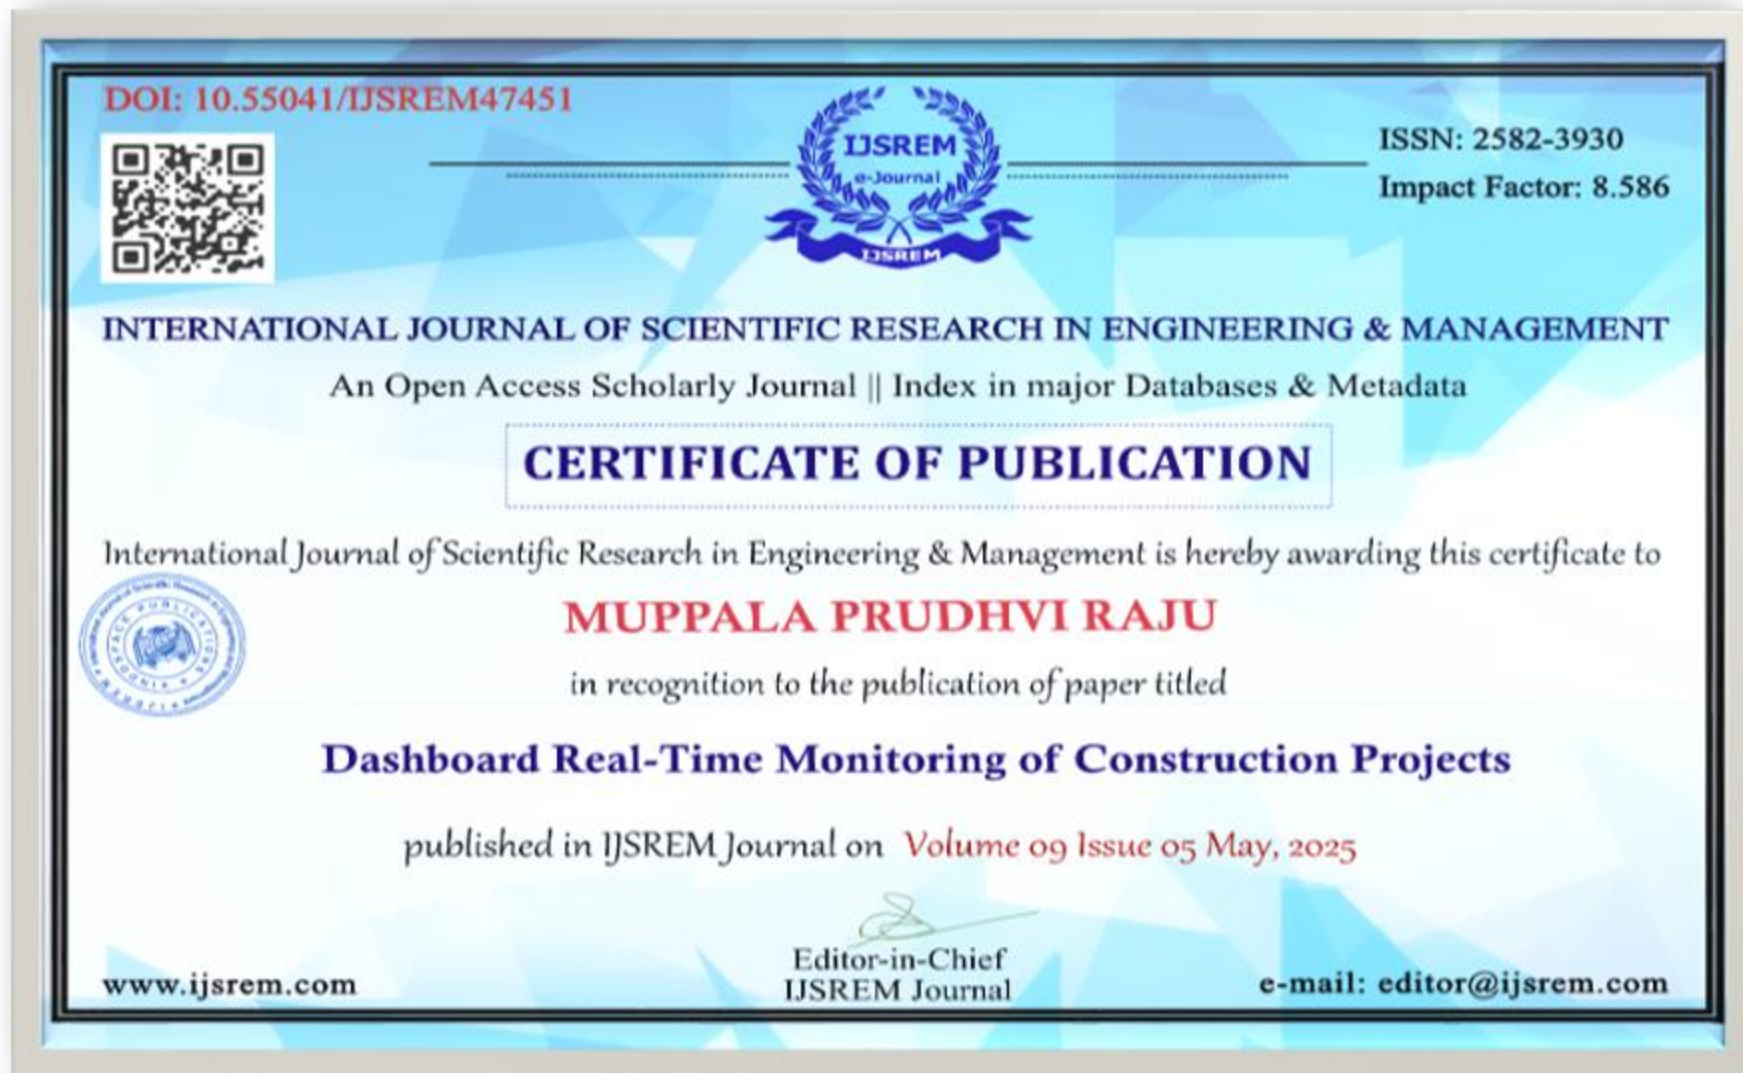 DOI: 10.55041/IJSREM47451
IJSREM
e-Journal
IJSREM
ISSN: 2582-3930
Impact Factor: 8.586
INTERNATIONAL JOURNAL OF SCIENTIFIC RESEARCH IN ENGINEERING & MANAGEMENT
An Open Access Scholarly Journal || Index in major Databases & Metadata
CERTIFICATE OF PUBLICATION
International Journal of Scientific Research in Engineering & Management is hereby awarding this certificate to
MUPPALA PRUDHVI RAJU
in recognition to the publication of paper titled
Dashboard Real-Time Monitoring of Construction Projects
published in IJSREM Journal on Volume 09 Issue 05 May, 2025
Editor-in-Chief
IJSREM Journal
www.ijsrem.com
e-mail: editor@ijsrem.com